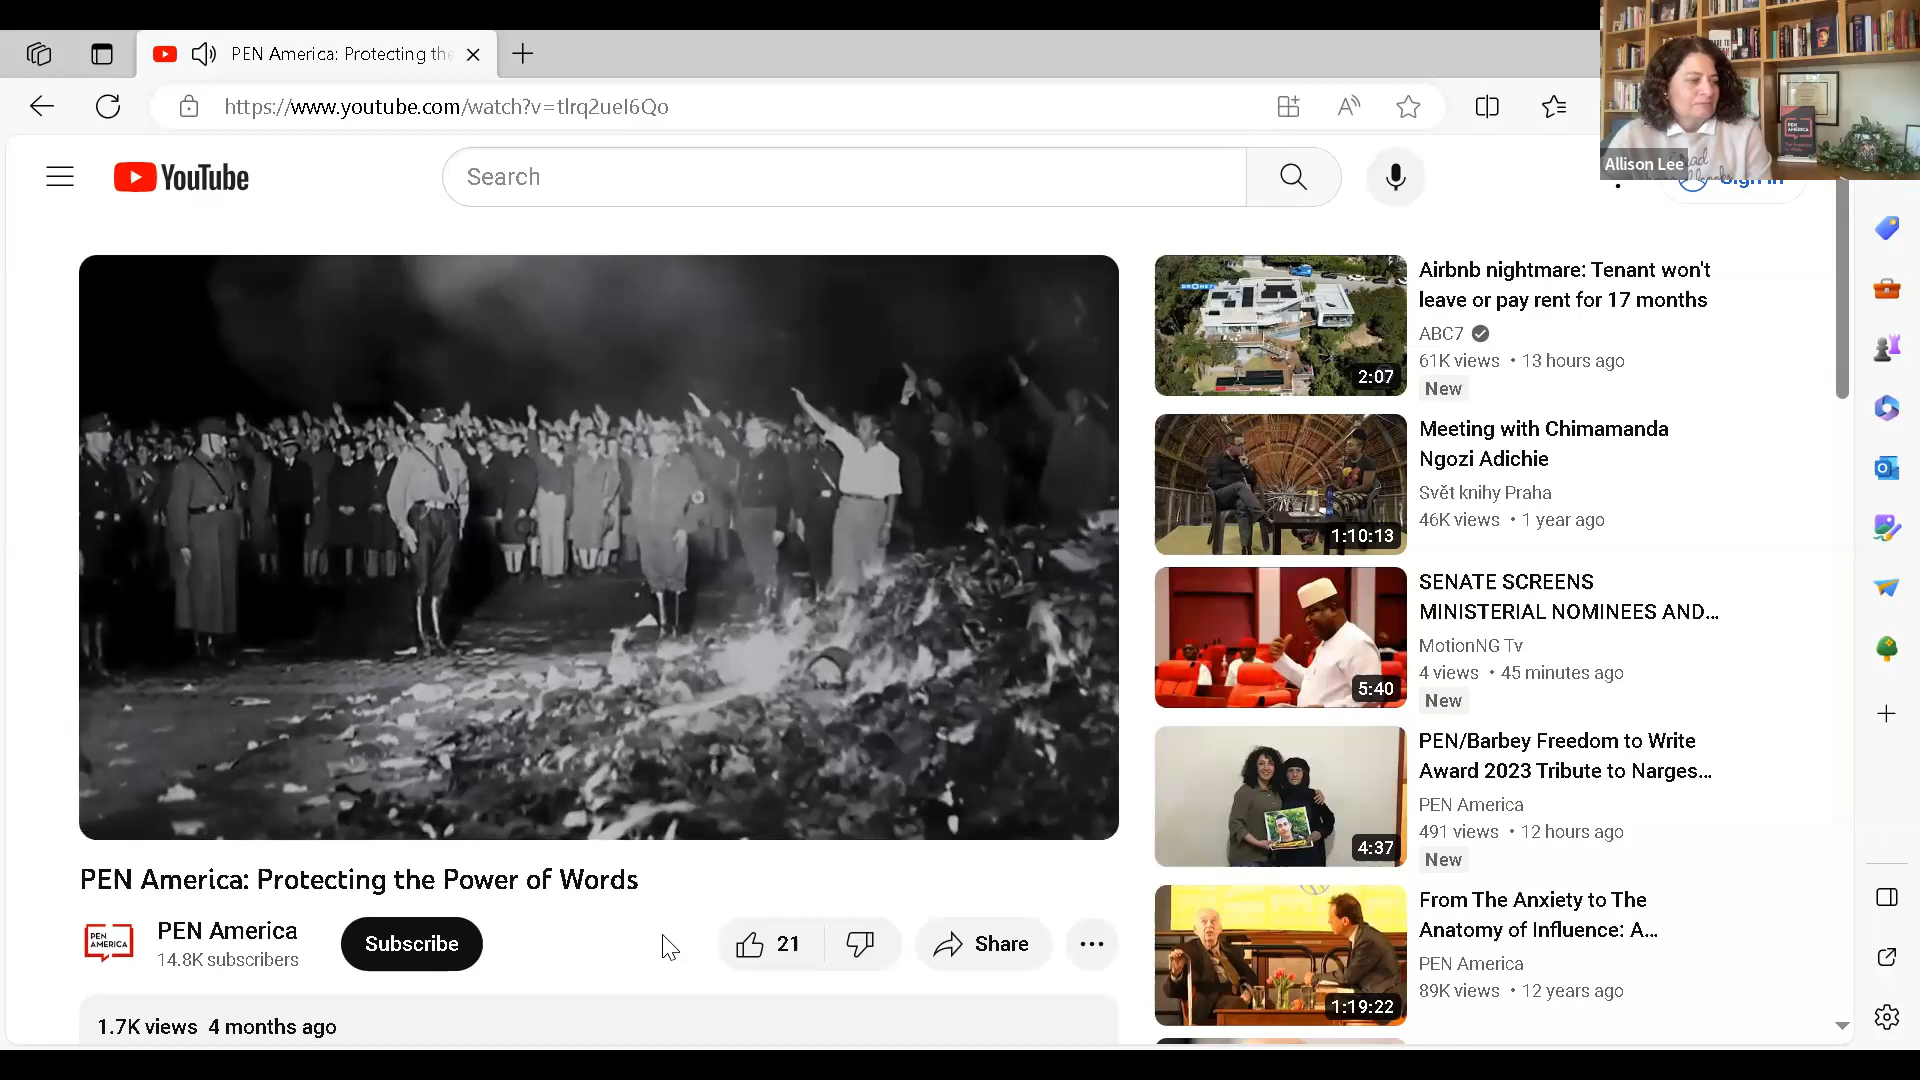 PEN America: Protecting the
https://www.youtube.com/watch?v=tlrq2ueI6Qo
Allison Lee
YouTube
Search
Sign in
PEN America: Protecting the Power of Words
PEN
AMERICA
PEN America
14.8K subscribers
Subscribe
21
Share
1.7K views 4 months ago
2:07
Airbnb nightmare: Tenant won't
leave or pay rent for 17 months
ABC7
61K views • 13 hours ago
New
1:10:13
Meeting with Chimamanda
Ngozi Adichie
Svět knihy Praha
46K views • 1 year ago
5:40
SENATE SCREENS
MINISTERIAL NOMINEES AND...
MotionNG Tv
4 views • 45 minutes ago
New
4:37
PEN/Barbey Freedom to Write
Award 2023 Tribute to Narges...
PEN America
491 views • 12 hours ago
New
1:19:22
From The Anxiety to The
Anatomy of Influence: A...
PEN America
89K views • 12 years ago